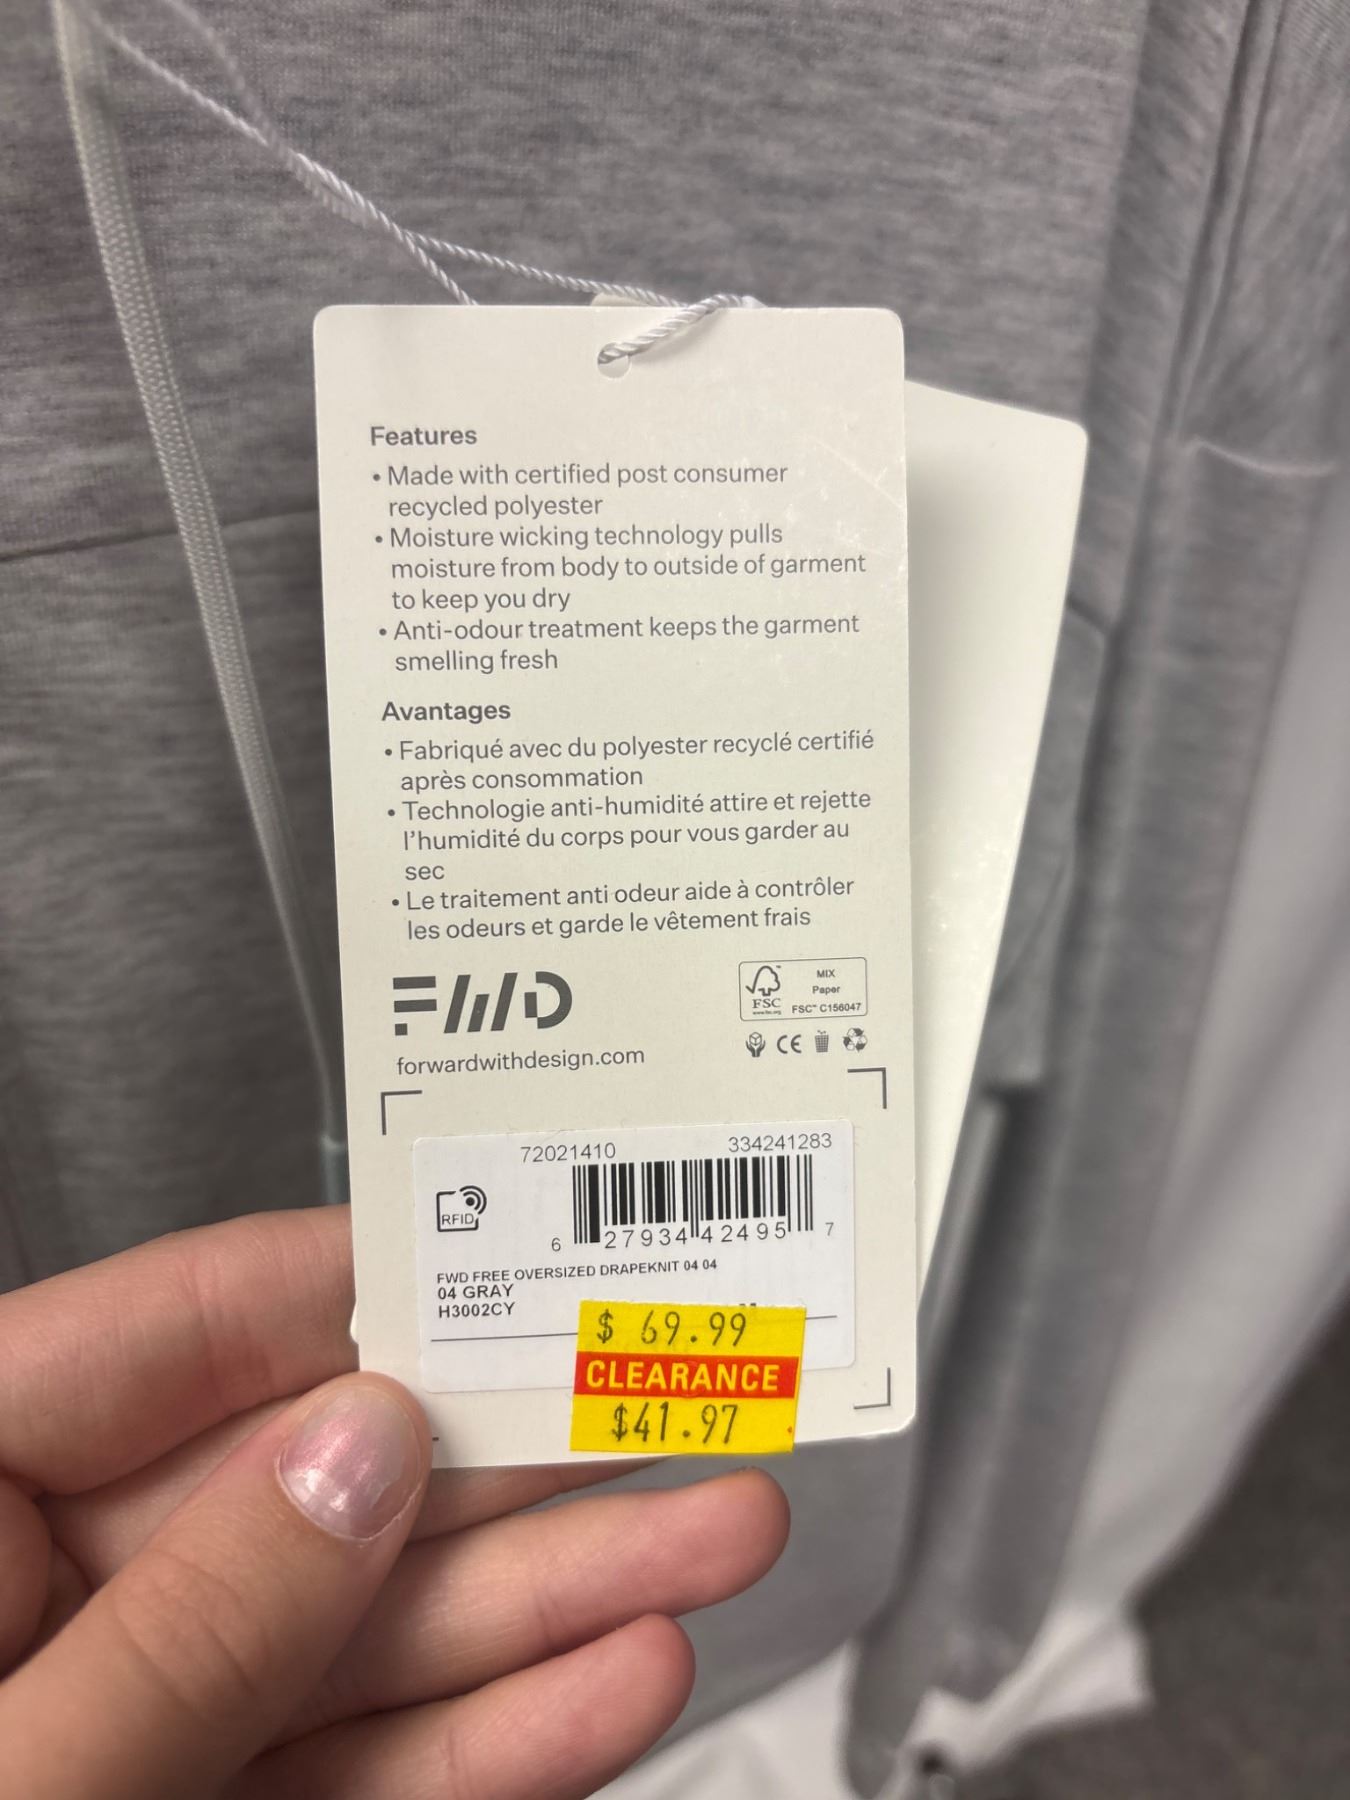 Features
• Made with certified post consumer
recycled polyester
• Moisture wicking technology pulls
moisture from body to outside of garment
to keep you dry
• Anti-odour treatment keeps the garment
smelling fresh
Avantages
• Fabriqué avec du polyester recyclé certifié
après consommation
• Technologie anti-humidité attire et rejette
l'humidité du corps pour vous garder au
sec
• Le traitement anti odeur aide à contrôler
les odeurs et garde le vêtement frais
FWD
forwardwithdesign.com
FSC
www.fsc.org
MIX
Paper
FSC™ C156047
CE
72021410 334241283
RFID
6 27934 42495 7
FWD FREE OVERSIZED DRAPEKNIT 04 04
04 GRAY
H3002CY
$ 69.99
CLEARANCE
$41.97